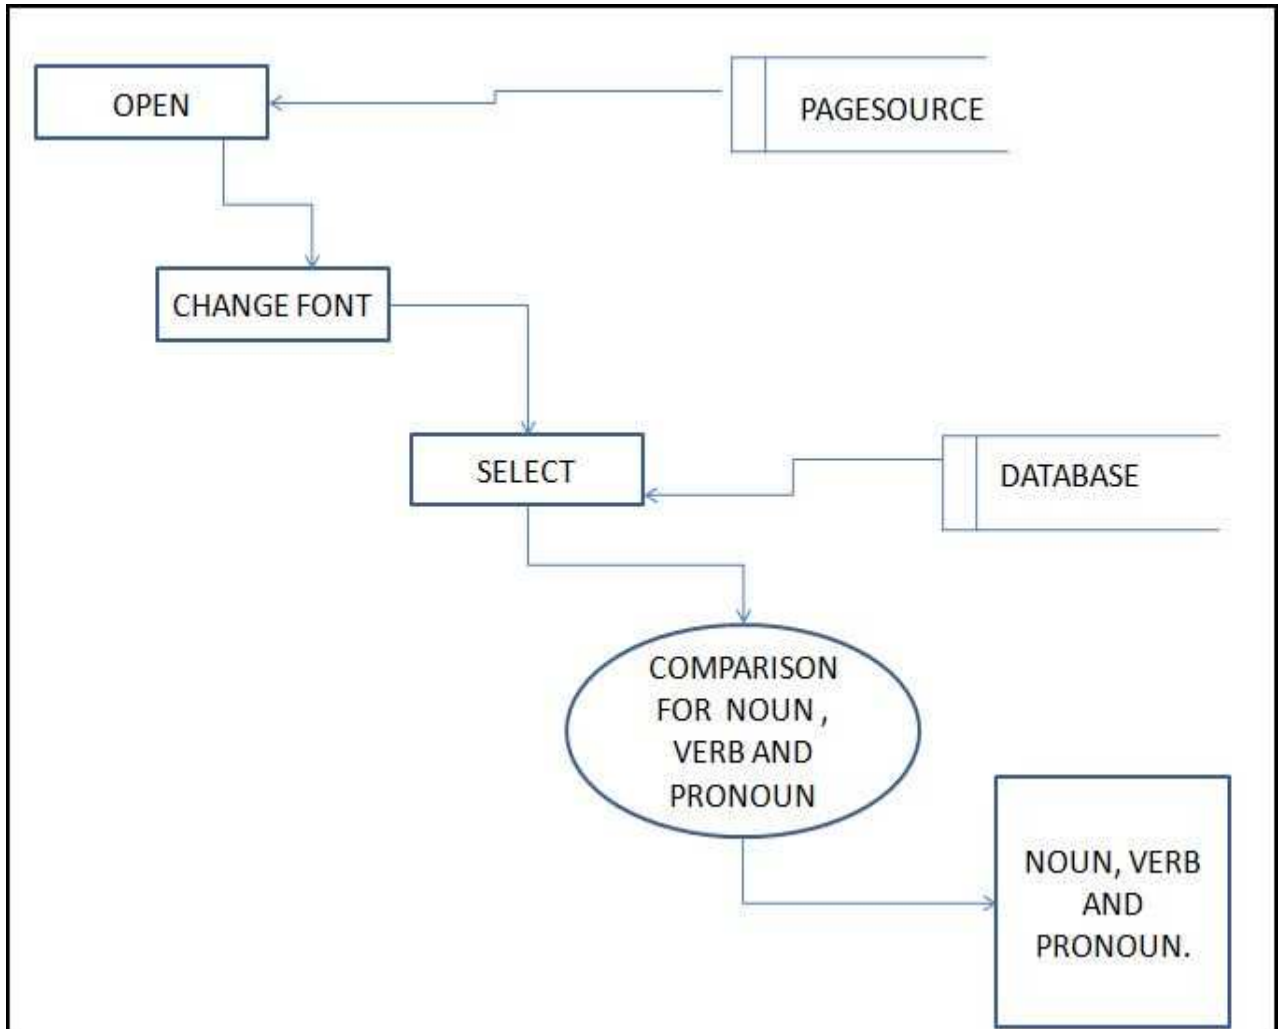 OPEN
PAGESOURCE
CHANGE FONT
SELECT
DATABASE
COMPARISON
FOR NOUN ,
VERB AND
PRONOUN
NOUN, VERB
AND
PRONOUN.